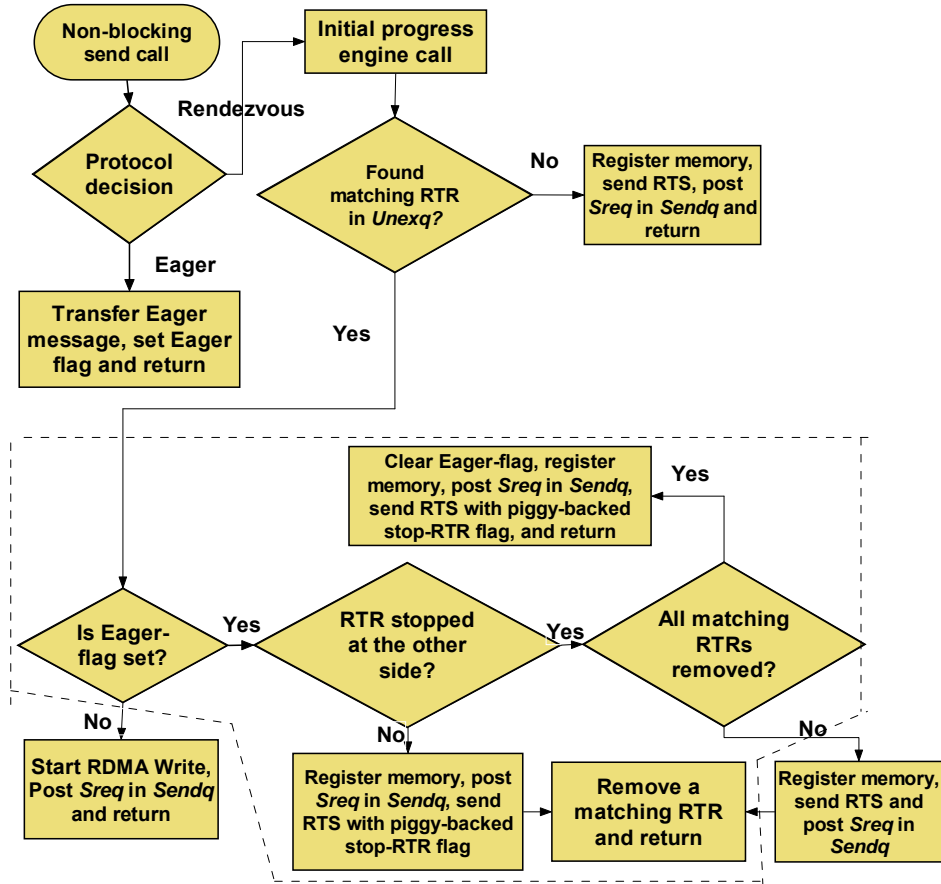 Non-blocking
send call
Initial progress
engine call
Rendezvous
Protocol
decision
Found
matching RTR
in Unexq?
No
Register memory,
send RTS, post
Sreq in Sendq and
return
Eager
Transfer Eager
message, set Eager
flag and return
Yes
Clear Eager-flag, register
memory, post Sreq in Sendq,
send RTS with piggy-backed
stop-RTR flag, and return
Yes
Is Eager-
flag set?
Yes
RTR stopped
at the other
side?
Yes
All matching
RTRs
removed?
No
No
No
Start RDMA Write,
Post Sreq in Sendq
and return
Register memory, post
Sreq in Sendq, send
RTS with piggy-backed
stop-RTR flag
Remove a
matching RTR
and return
Register memory,
send RTS and
post Sreq in
Sendq